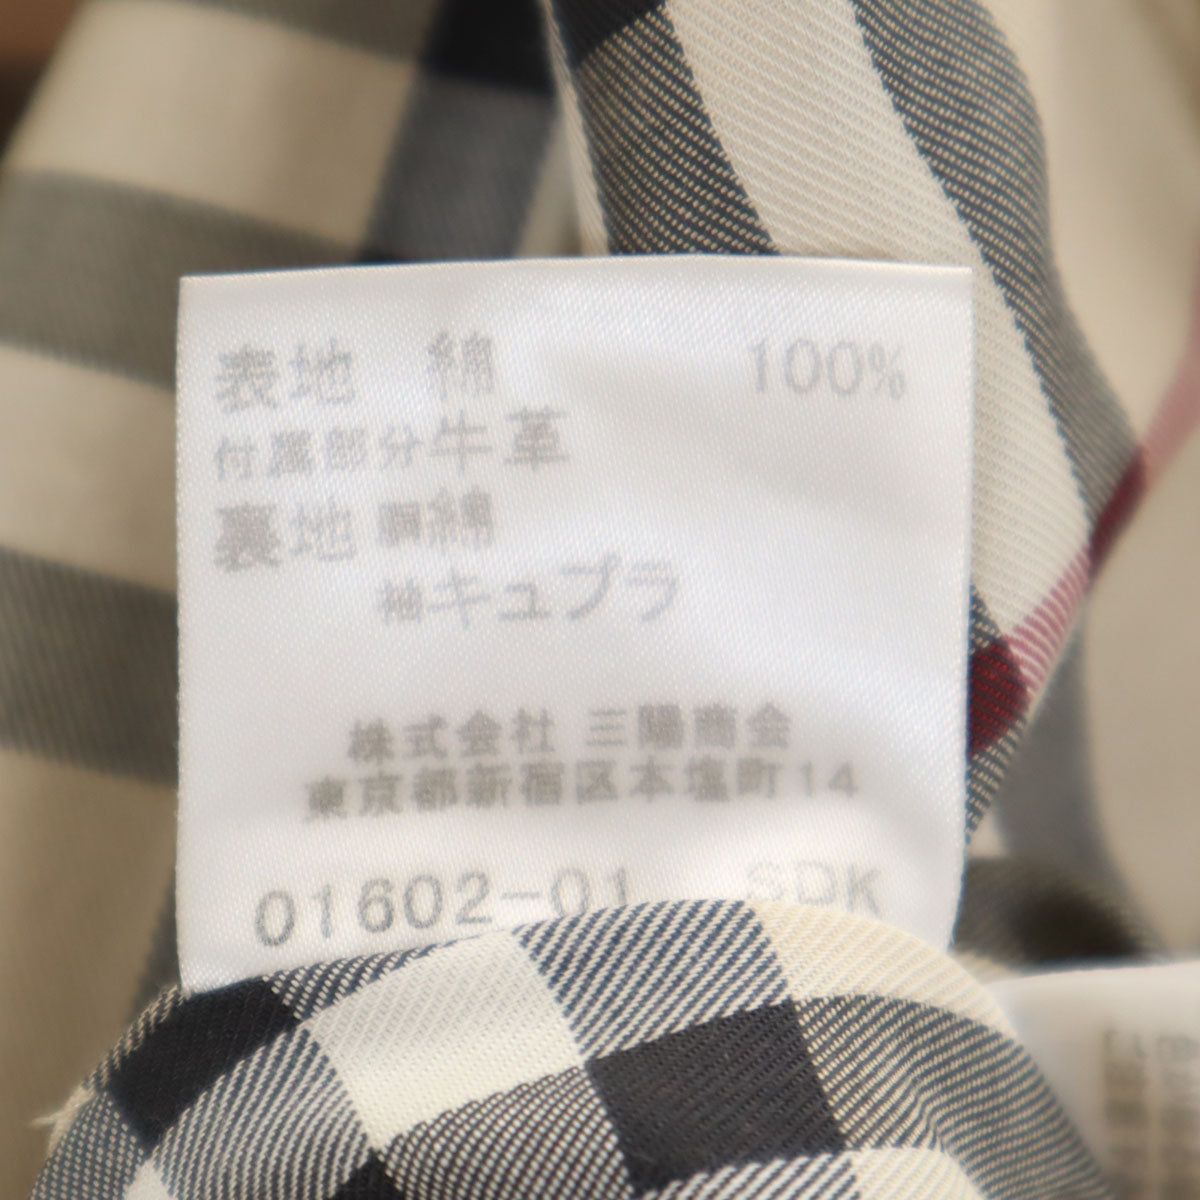 表地 綿 100%
付属部分牛革
裏地 胴綿
袖キュプラ
株式会社 三陽商会
東京都新宿区本塩町14
01602-01 SDK